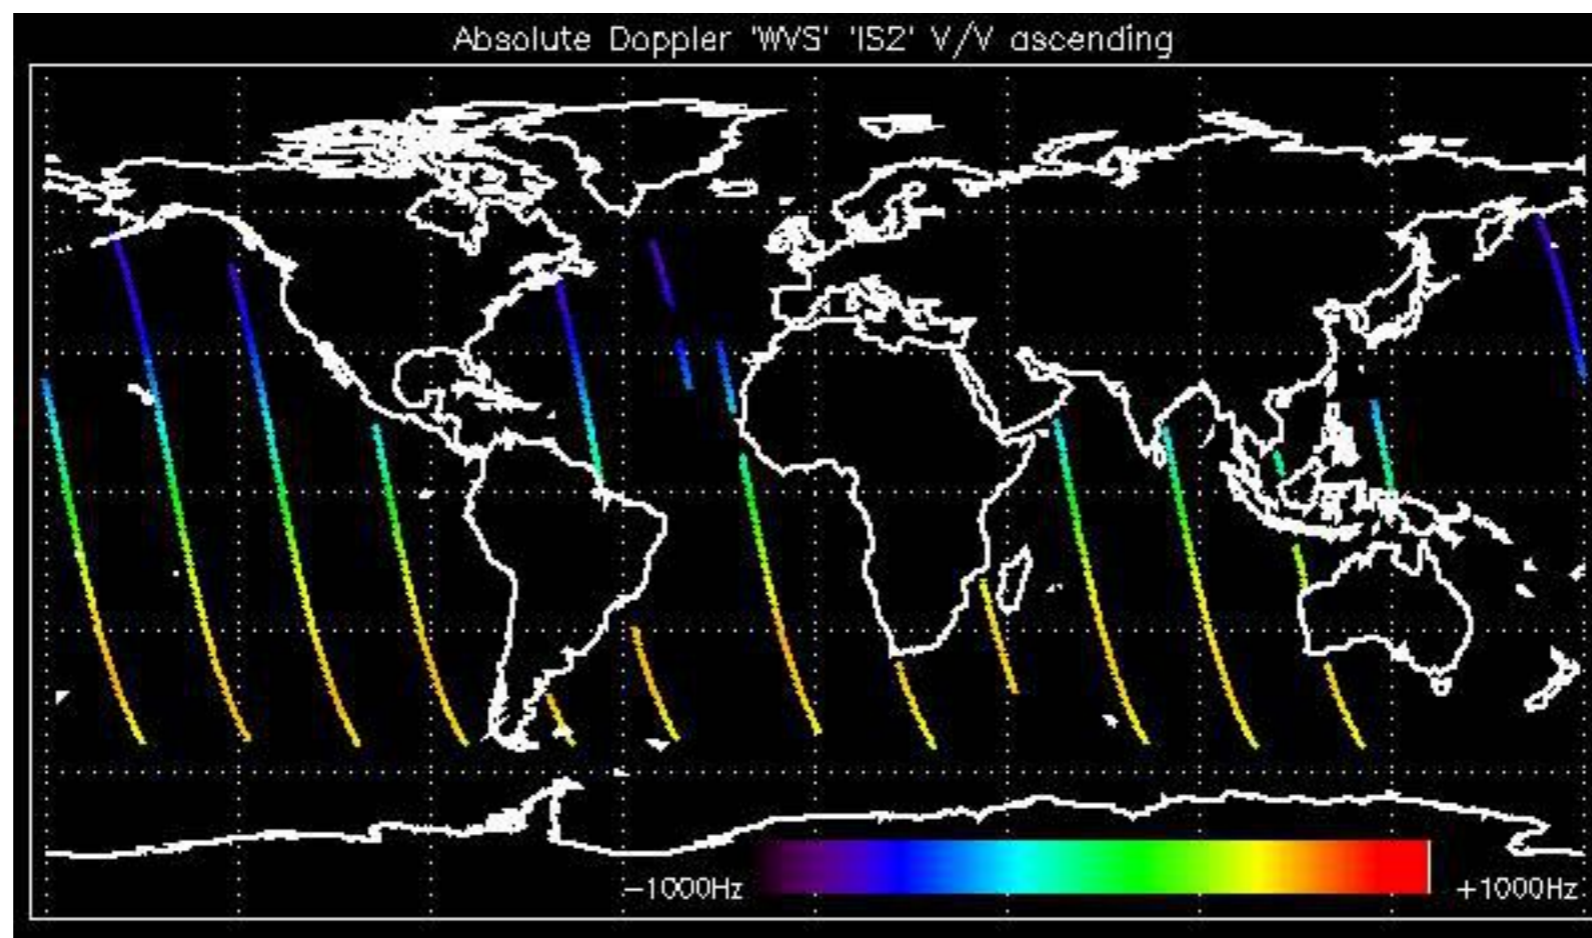 Absolute Doppler 'WVS' 'IS2' V/V ascending
−1000Hz +1000Hz